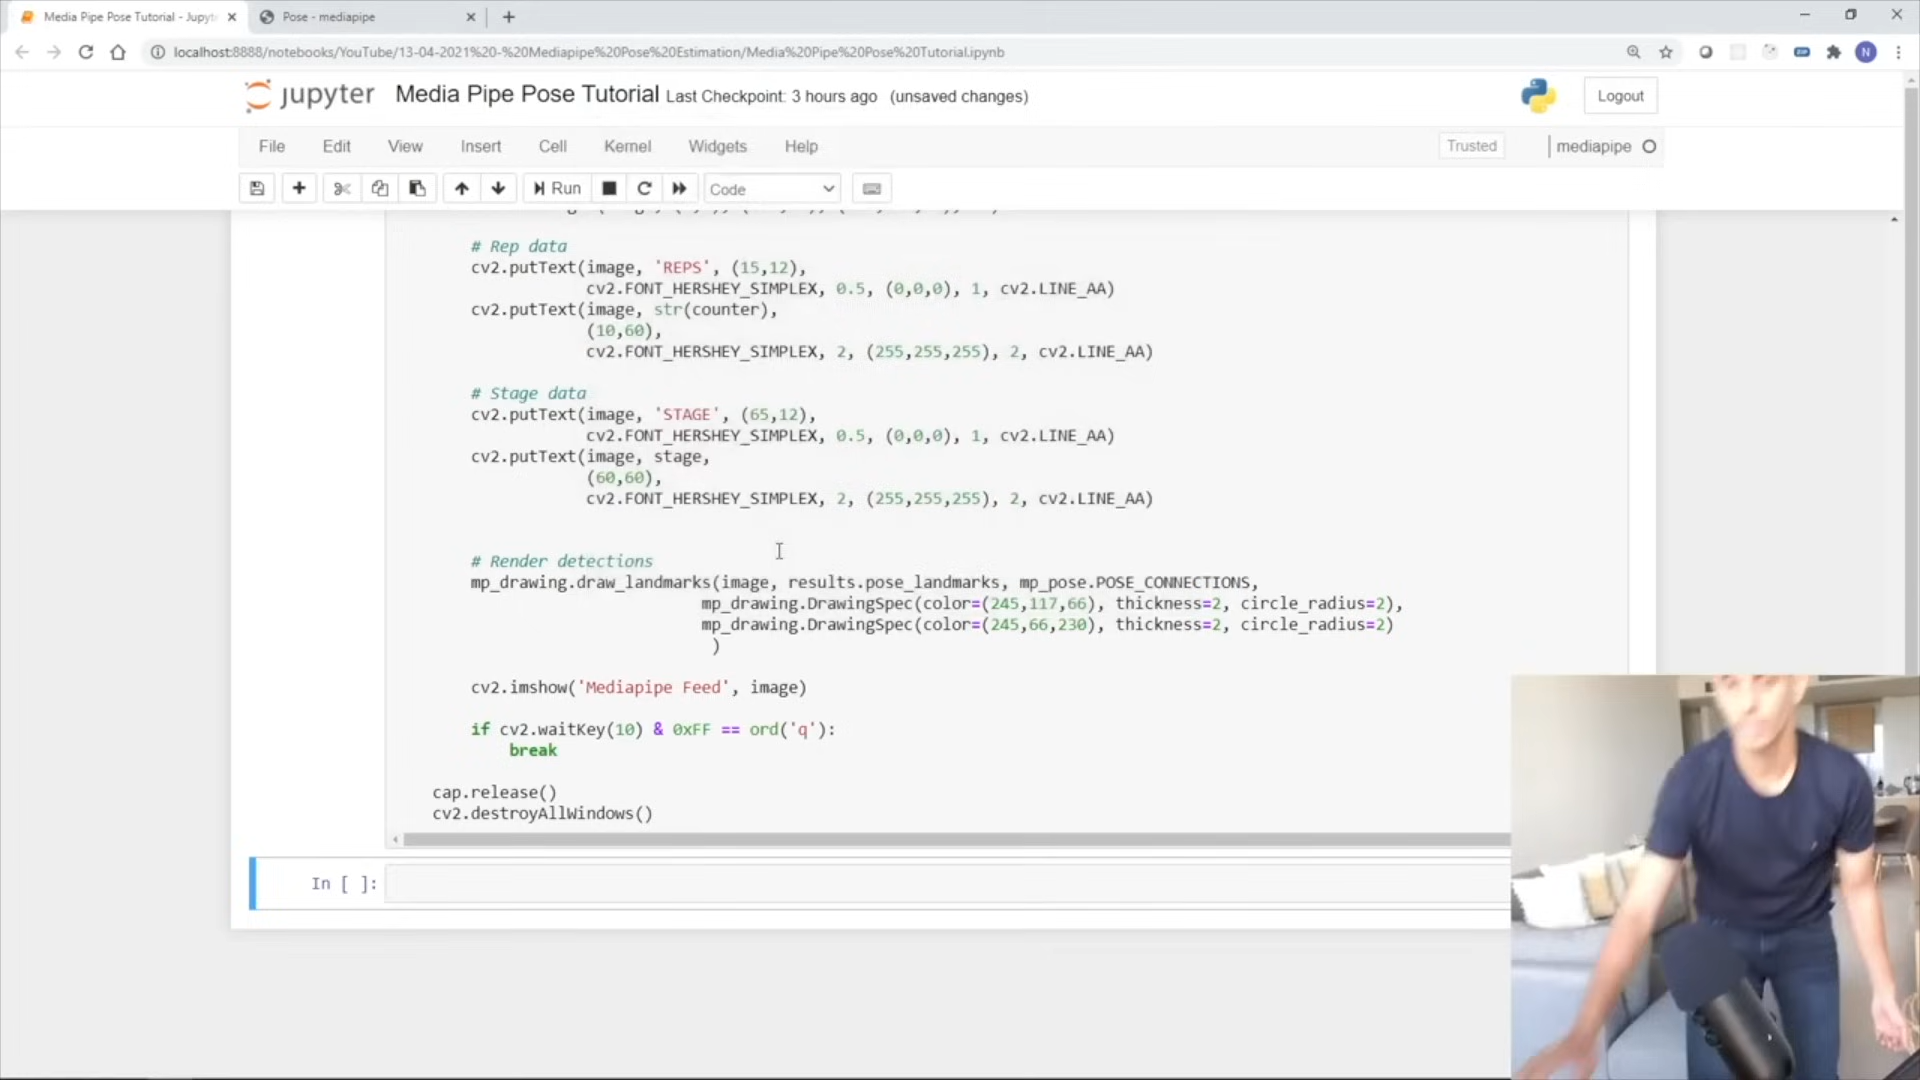 Media Pipe Pose Tutorial - Jupyt
Pose - mediapipe
localhost:8888/notebooks/YouTube/13-04-2021%20-%20Mediapipe%20Pose%20Estimation/Media%20Pipe%20Pose%20Tutorial.ipynb
N
jupyter Media Pipe Pose Tutorial Last Checkpoint: 3 hours ago (unsaved changes)
Logout
File Edit View Insert Cell Kernel Widgets Help
Trusted
mediapipe
Run
Code
# Rep data
cv2.putText(image, 'REPS', (15,12),
cv2.FONT_HERSHEY_SIMPLEX, 0.5, (0,0,0), 1, cv2.LINE_AA)
cv2.putText(image, str(counter),
(10,60),
cv2.FONT_HERSHEY_SIMPLEX, 2, (255,255,255), 2, cv2.LINE_AA)
# Stage data
cv2.putText(image, 'STAGE', (65,12),
cv2.FONT_HERSHEY_SIMPLEX, 0.5, (0,0,0), 1, cv2.LINE_AA)
cv2.putText(image, stage,
(60,60),
cv2.FONT_HERSHEY_SIMPLEX, 2, (255,255,255), 2, cv2.LINE_AA)
# Render detections
mp_drawing.draw_landmarks(image, results.pose_landmarks, mp_pose.POSE_CONNECTIONS,
mp_drawing.DrawingSpec(color=(245,117,66), thickness=2, circle_radius=2),
mp_drawing.DrawingSpec(color=(245,66,230), thickness=2, circle_radius=2)
)
cv2.imshow('Mediapipe Feed', image)
if cv2.waitKey(10) & 0xFF == ord('q'):
break
cap.release()
cv2.destroyAllWindows()
In [ ]: